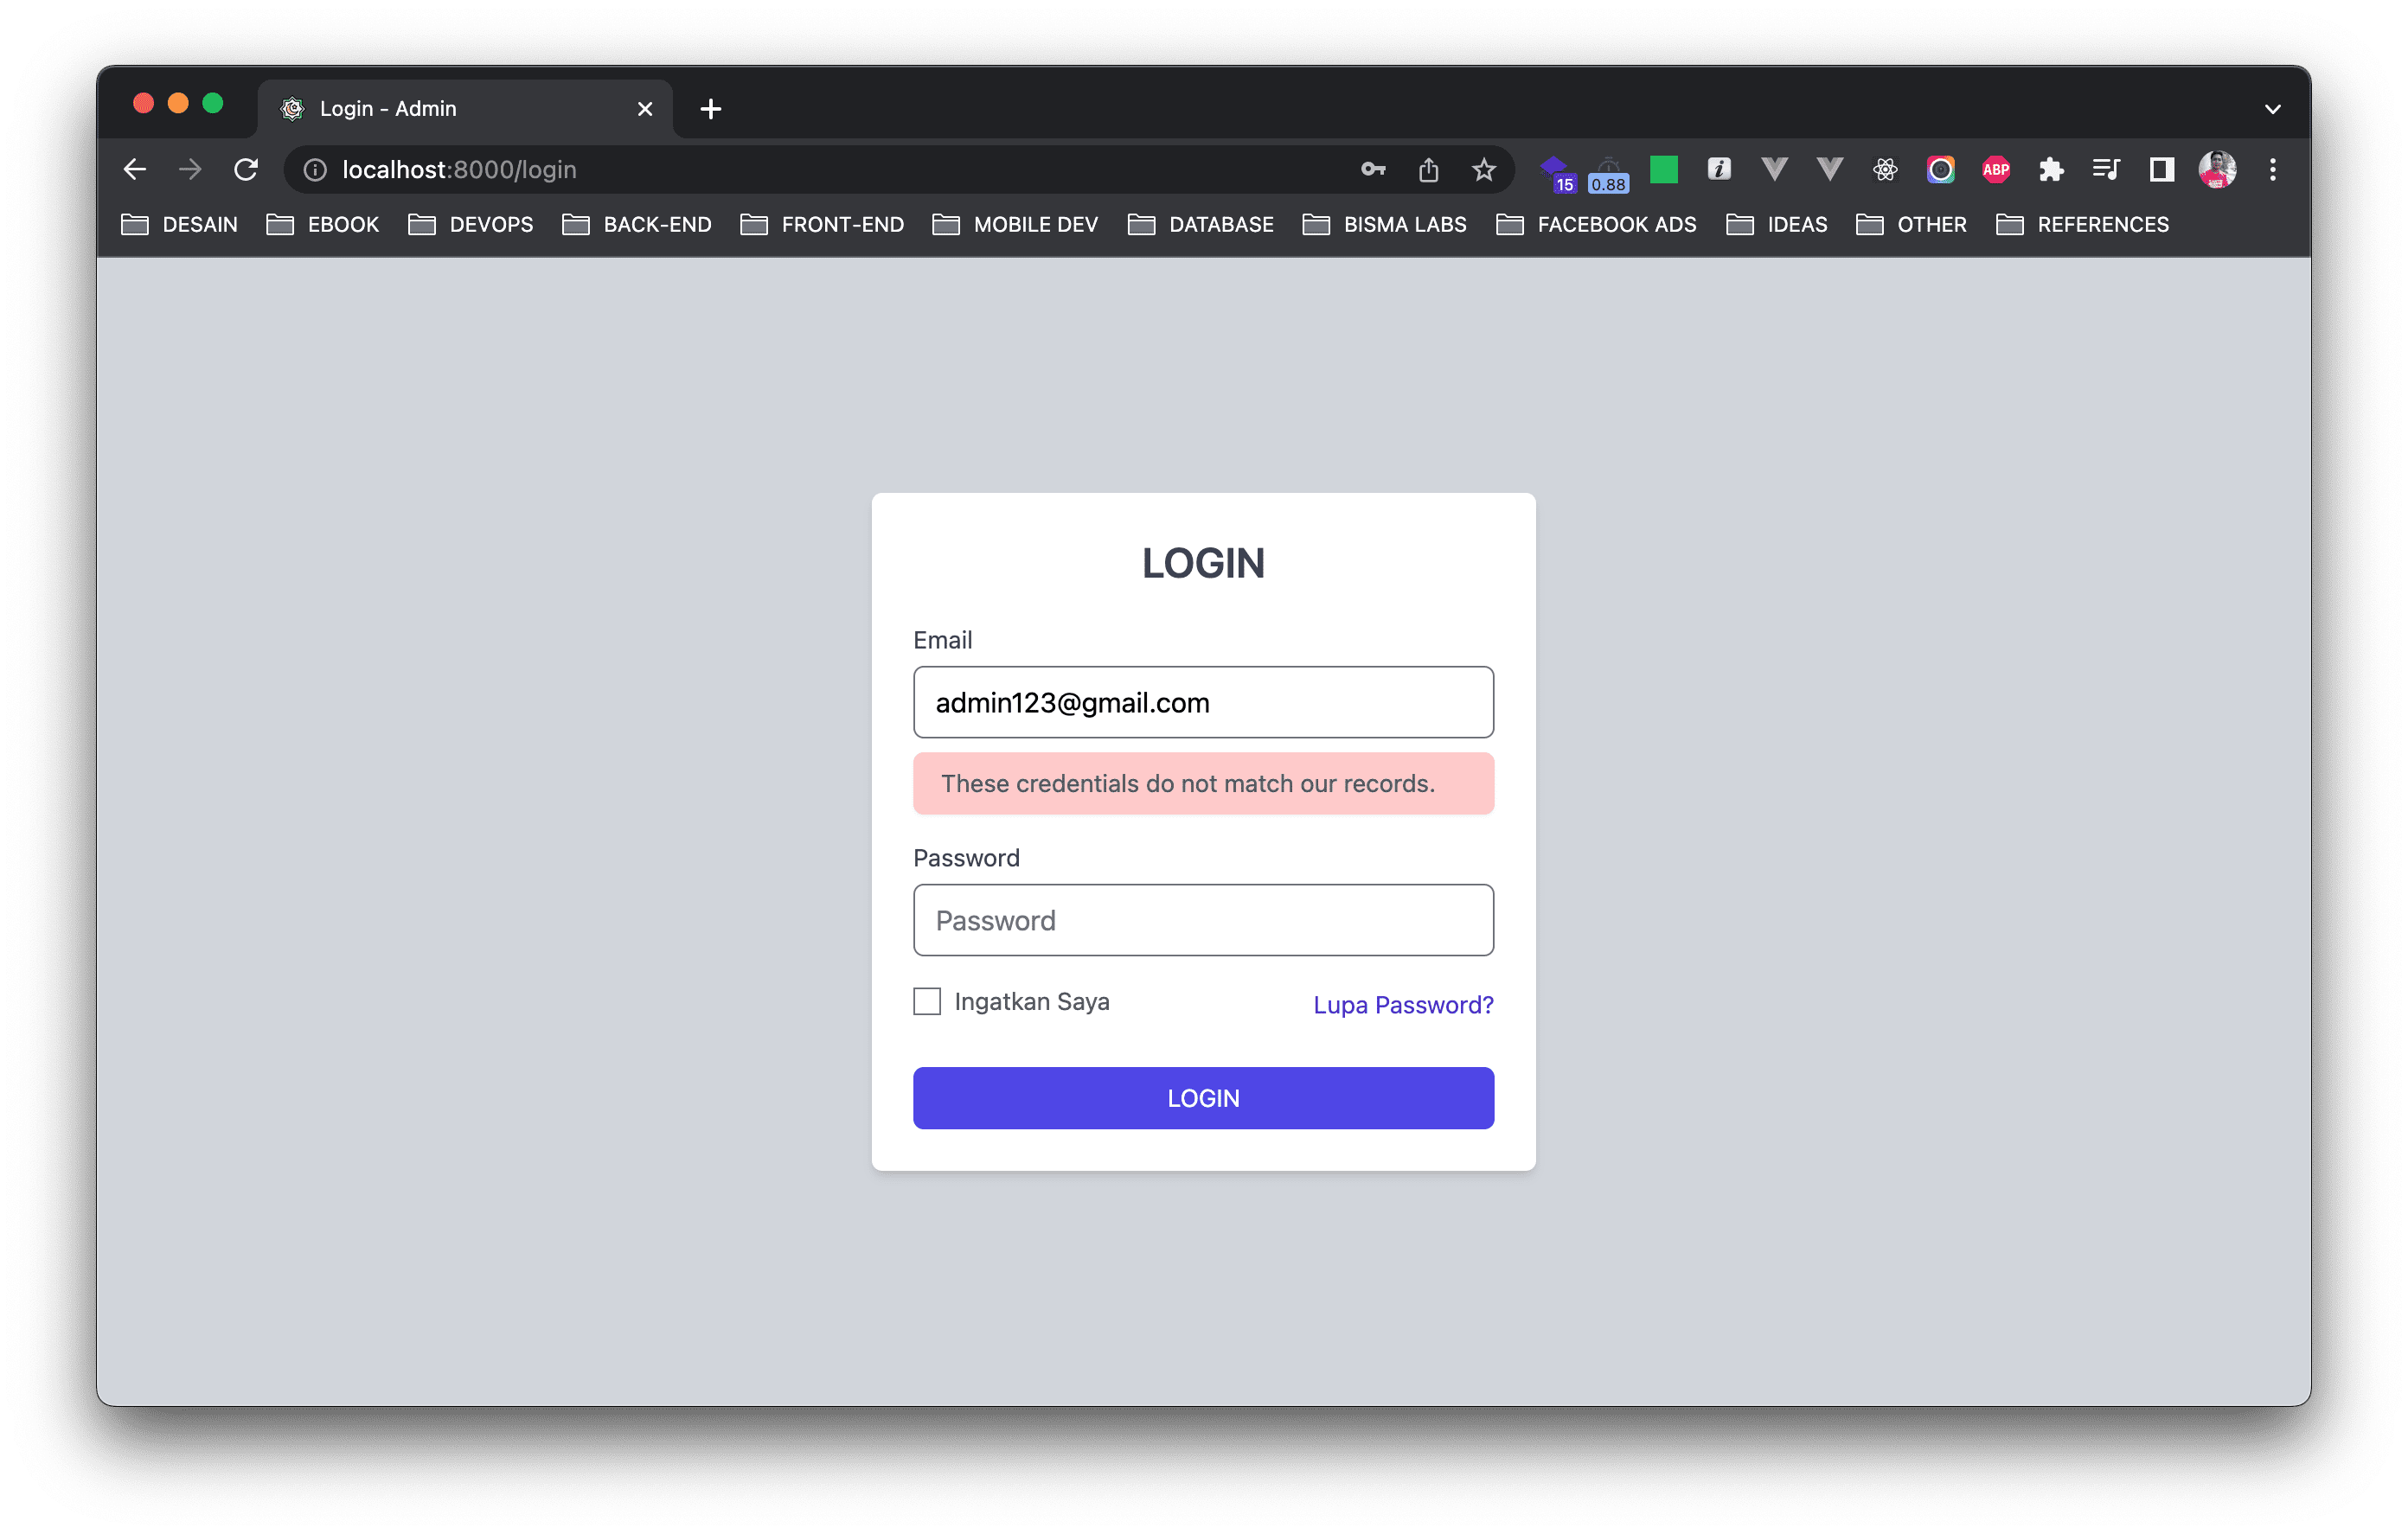 Login - Admin
localhost:8000/login
15
0.88
i
ABP
DESAIN EBOOK DEVOPS BACK-END FRONT-END MOBILE DEV DATABASE BISMA LABS FACEBOOK ADS IDEAS OTHER REFERENCES
LOGIN
Email
admin123@gmail.com
These credentials do not match our records.
Password
Password
Ingatkan Saya Lupa Password?
LOGIN